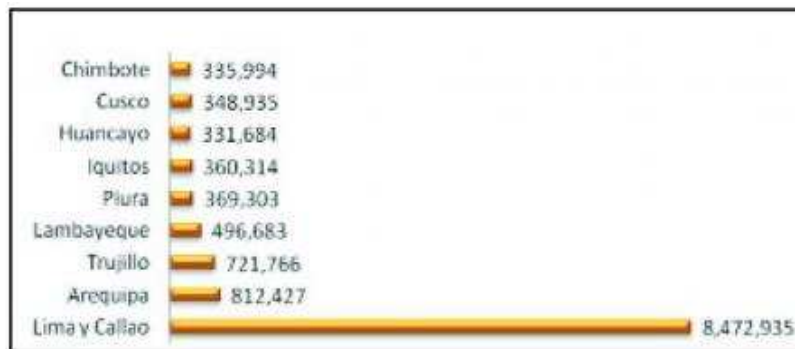 Chimbote 335,994
Cusco 348,935
Huancayo 331,684
Iquitos 360,314
Piura 369,303
Lambayeque 496,683
Trujillo 721,766
Arequipa 812,427
Lima y Callao 8,472,935